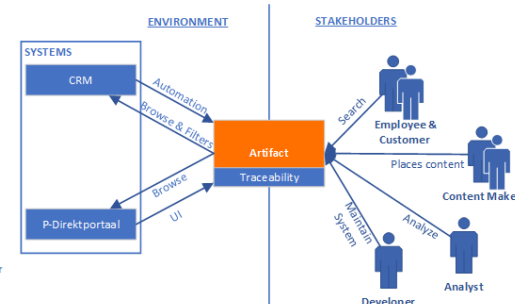 ENVIRONMENT
STAKEHOLDERS
SYSTEMS
CRM
Automation
Browse & Filters
Artifact
Traceability
Browse
UI
P-Direktportaal
Search
Employee &
Customer
Places content
Content Make
Analyze
Maintain
System
Analyst
Developer
r